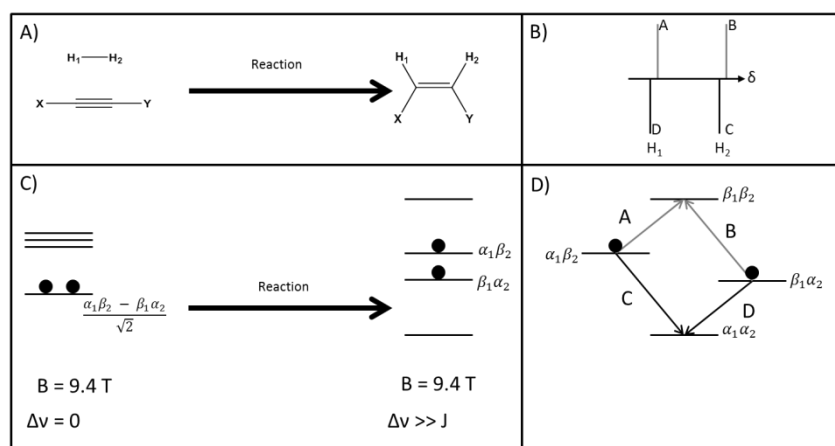 A)
H₁ H₂
X Y
Reaction
H₁ H₂
X Y
B)
A B
δ
D C
H₁ H₂
C)
α₁β₂ − β₁α₂
√2
Reaction
α₁β₂
β₁α₂
B = 9.4 T
Δν = 0
B = 9.4 T
Δν >> J
D)
β₁β₂
A B
α₁β₂
β₁α₂
C D
α₁α₂